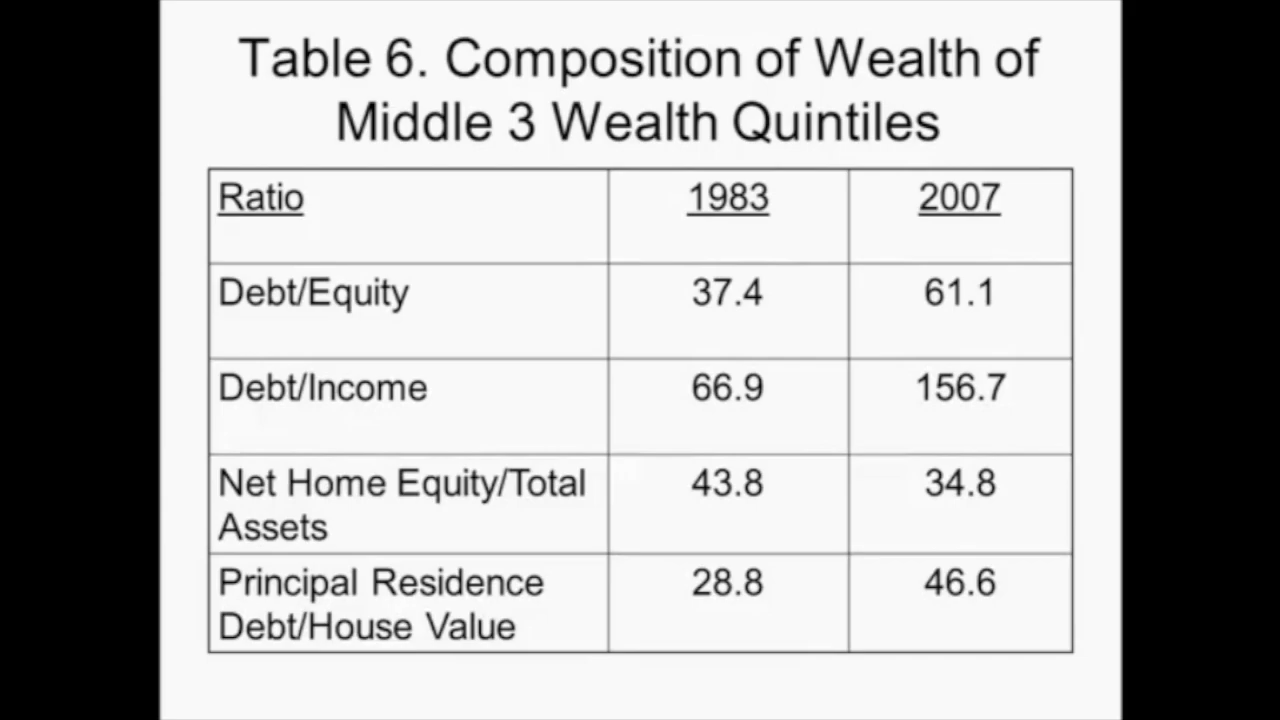 Table 6. Composition of Wealth of
Middle 3 Wealth Quintiles
Ratio 1983 2007
Debt/Equity 37.4 61.1
Debt/Income 66.9 156.7
Net Home Equity/Total 43.8 34.8
Assets
Principal Residence 28.8 46.6
Debt/House Value